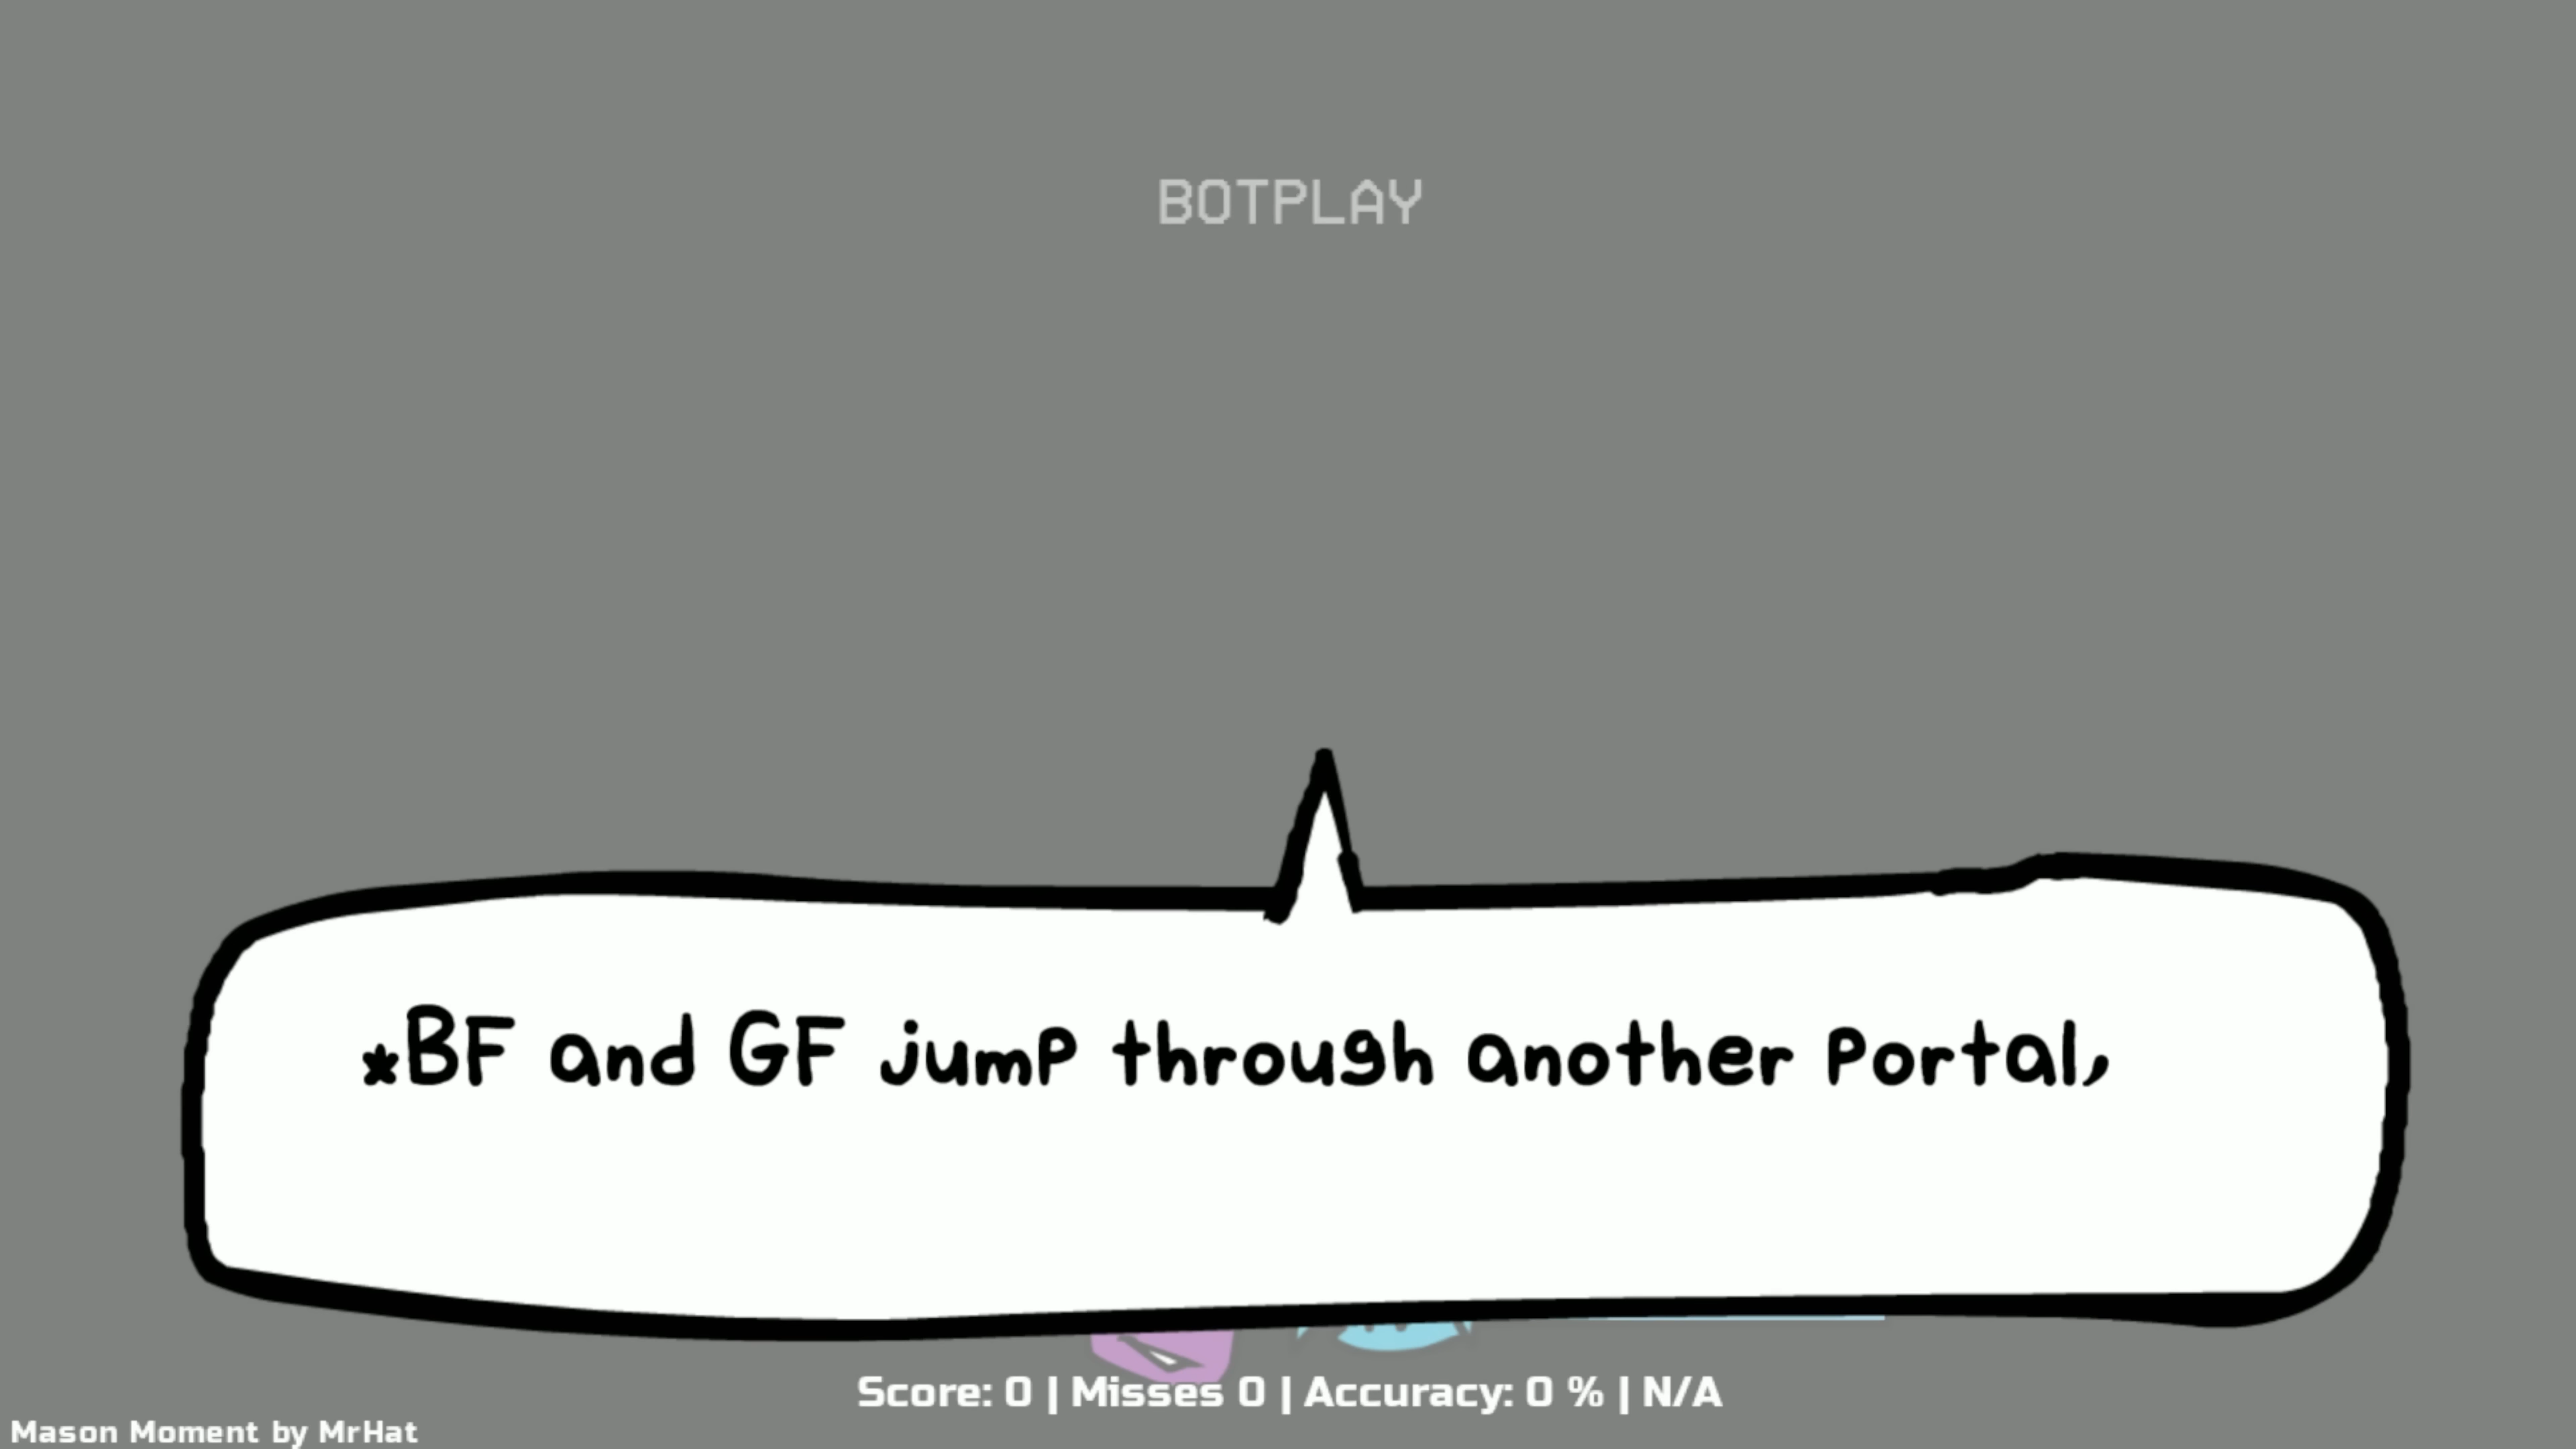 BOTPLAY
*BF and GF jump through another portal,
Score: 0 | Misses 0 | Accuracy: 0 % | N/A
Mason Moment by MrHat